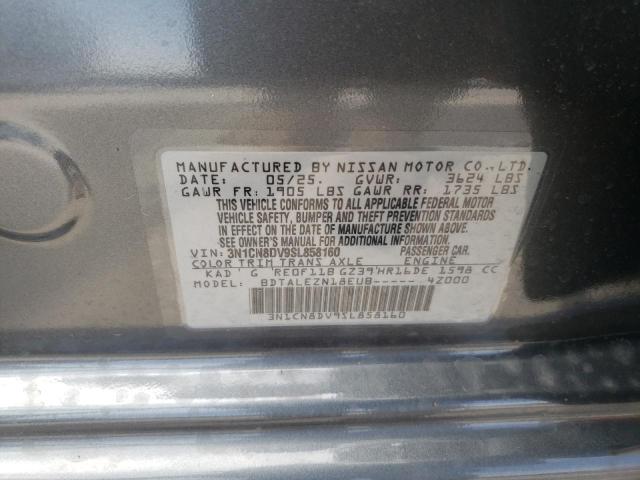 MANUFACTURED BY NISSAN MOTOR CO., LTD.
DATE: 05/25. GVWR: 3624 LBS
GAWR FR: 1905 LBS GAWR RR: 1735 LBS
THIS VEHICLE CONFORMS TO ALL APPLICABLE FEDERAL MOTOR
VEHICLE SAFETY, BUMPER AND THEFT PREVENTION STANDARDS
IN EFFECT ON THE DATE OF MANUFACTURE SHOWN ABOVE.
SEE OWNER'S MANUAL FOR ADDITIONAL INFORMATION.
VIN: 3N1CN8DV9SL858160 PASSENGER CAR.
COLOR TRIM TRANS AXLE ENGINE
KAD G RE0F11B GZ39 HR16DE 1598 CC
MODEL: BDTALEZN18EUB----- 4Z000
3N1CN8DV9SL858160